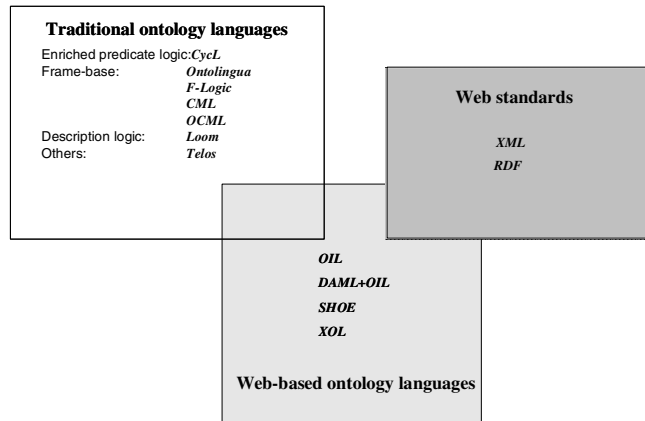 Traditional ontology languages
Enriched predicate logic:CycL
Frame-base: Ontolingua
F-Logic
CML
OCML
Description logic: Loom
Others: Telos
Web standards
XML
RDF
OIL
DAML+OIL
SHOE
XOL
Web-based ontology languages